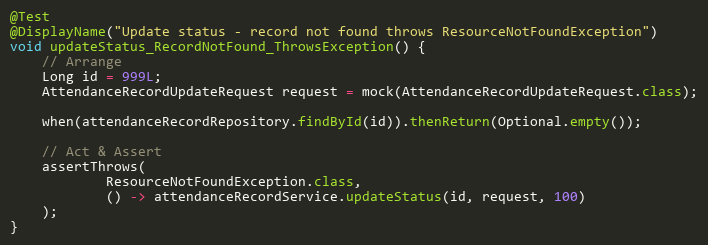 @Test
@DisplayName("Update status - record not found throws ResourceNotFoundException")
void updateStatus_RecordNotFound_ThrowsException() {
    // Arrange
    Long id = 999L;
    AttendanceRecordUpdateRequest request = mock(AttendanceRecordUpdateRequest.class);

    when(attendanceRecordRepository.findById(id)).thenReturn(Optional.empty());

    // Act & Assert
    assertThrows(
            ResourceNotFoundException.class,
            () -> attendanceRecordService.updateStatus(id, request, 100)
    );
}